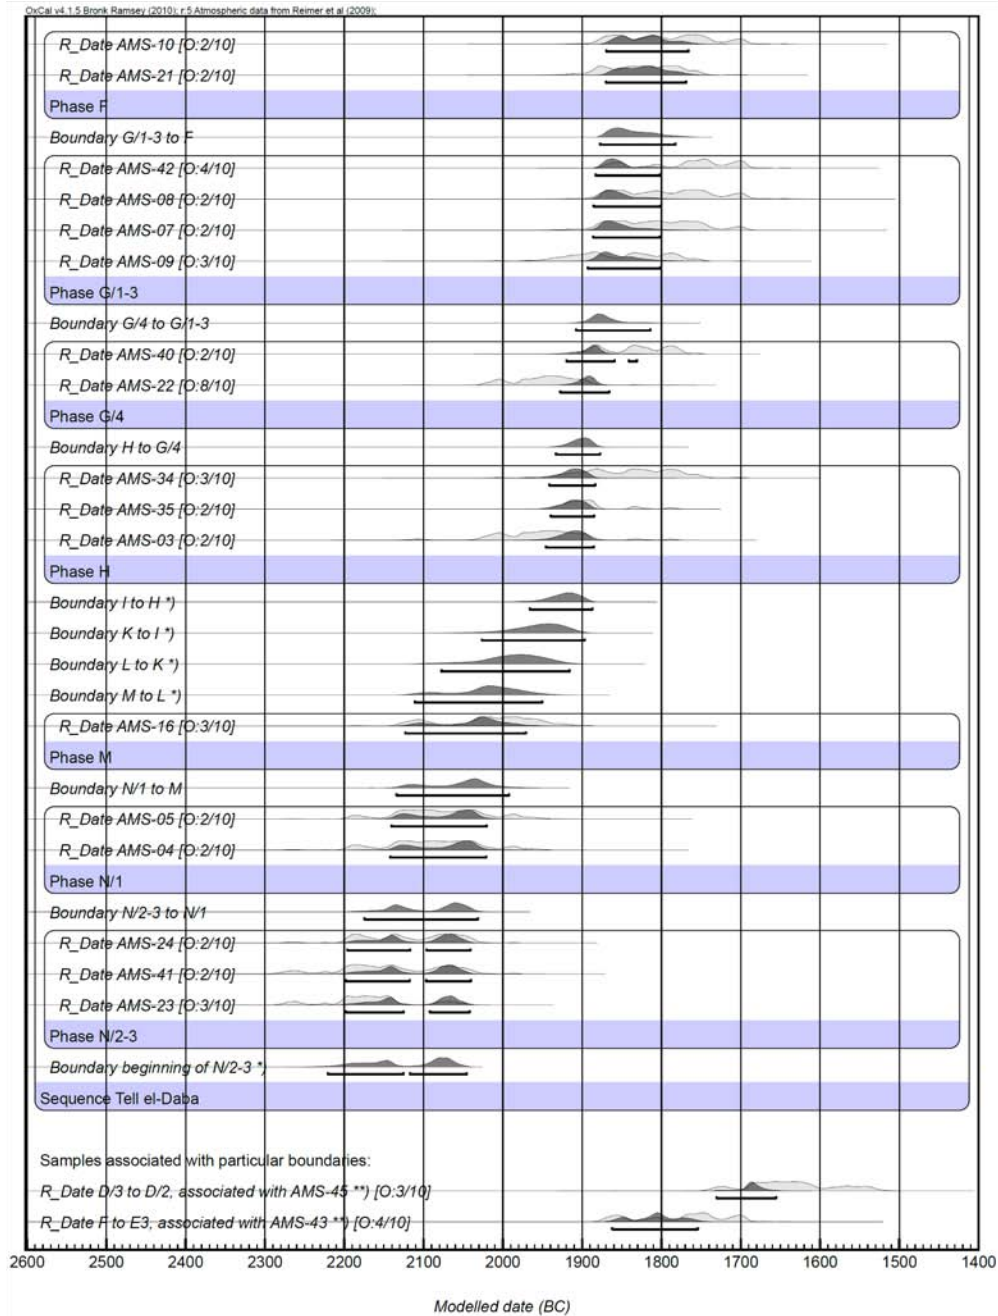 OxCal v4.1.5 Bronk Ramsey (2010); r:5 Atmospheric data from Reimer et al (2009);
R_Date AMS-10 [O:2/10]
R_Date AMS-21 [O:2/10]
Phase F
Boundary G/1-3 to F
R_Date AMS-42 [O:4/10]
R_Date AMS-08 [O:2/10]
R_Date AMS-07 [O:2/10]
R_Date AMS-09 [O:3/10]
Phase G/1-3
Boundary G/4 to G/1-3
R_Date AMS-40 [O:2/10]
R_Date AMS-22 [O:8/10]
Phase G/4
Boundary H to G/4
R_Date AMS-34 [O:3/10]
R_Date AMS-35 [O:2/10]
R_Date AMS-03 [O:2/10]
Phase H
Boundary I to H *)
Boundary K to I *)
Boundary L to K *)
Boundary M to L *)
R_Date AMS-16 [O:3/10]
Phase M
Boundary N/1 to M
R_Date AMS-05 [O:2/10]
R_Date AMS-04 [O:2/10]
Phase N/1
Boundary N/2-3 to N/1
R_Date AMS-24 [O:2/10]
R_Date AMS-41 [O:2/10]
R_Date AMS-23 [O:3/10]
Phase N/2-3
Boundary beginning of N/2-3 *)
Sequence Tell el-Daba
Samples associated with particular boundaries:
R_Date D/3 to D/2, associated with AMS-45 **) [O:3/10]
R_Date F to E3, associated with AMS-43 **) [O:4/10]
2600 2500 2400 2300 2200 2100 2000 1900 1800 1700 1600 1500 1400
Modelled date (BC)